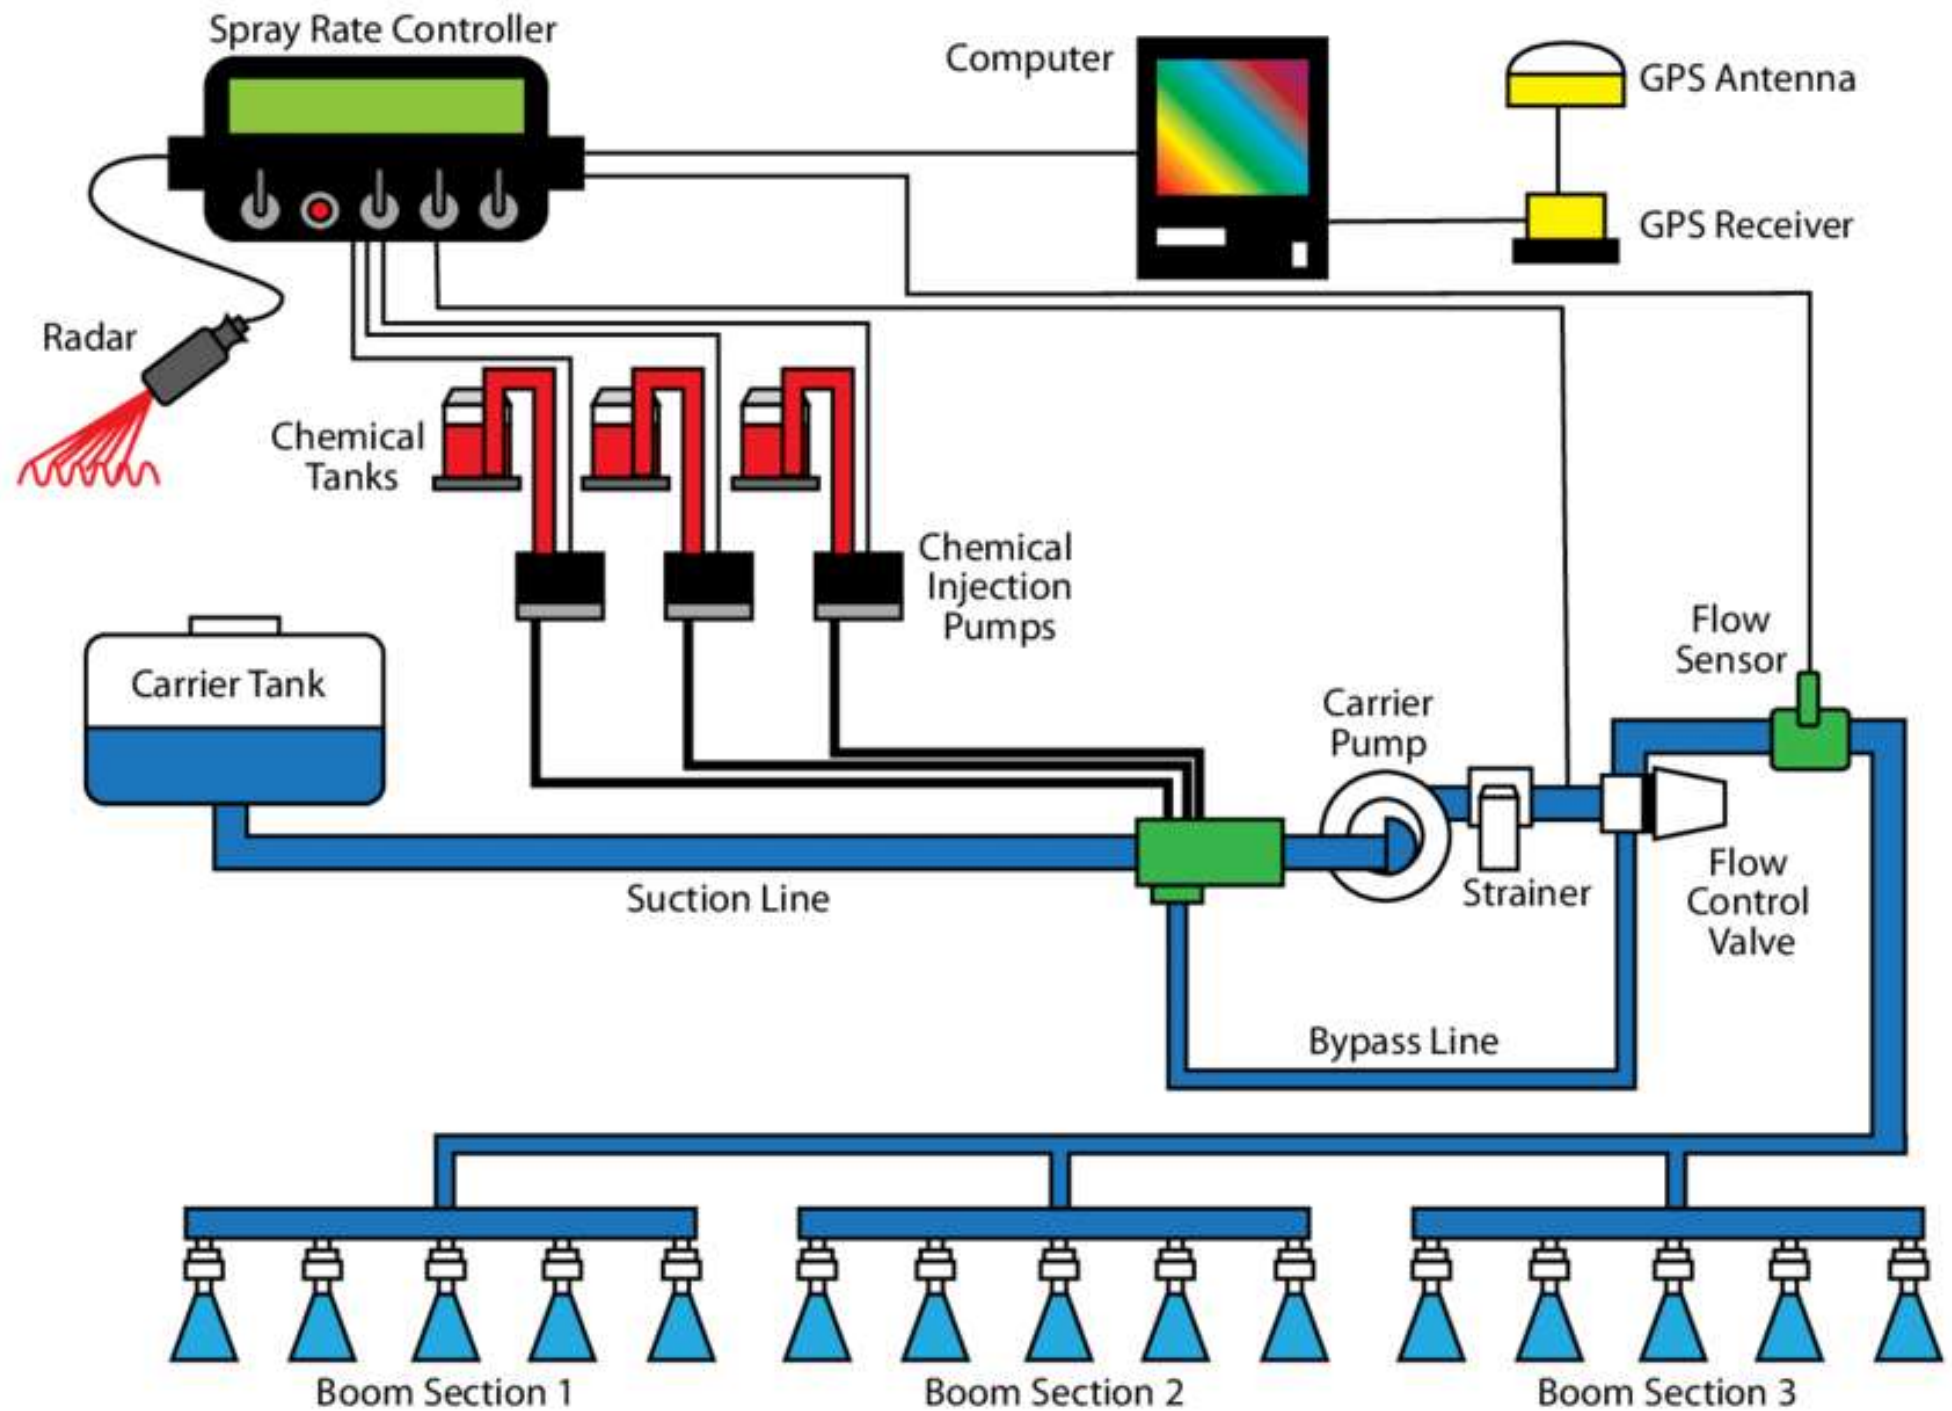 Spray Rate Controller
Computer
GPS Antenna
GPS Receiver
Radar
Chemical
Tanks
Chemical
Injection
Pumps
Flow
Sensor
Carrier Tank
Carrier
Pump
Strainer
Flow
Control
Valve
Suction Line
Bypass Line
Boom Section 1
Boom Section 2
Boom Section 3